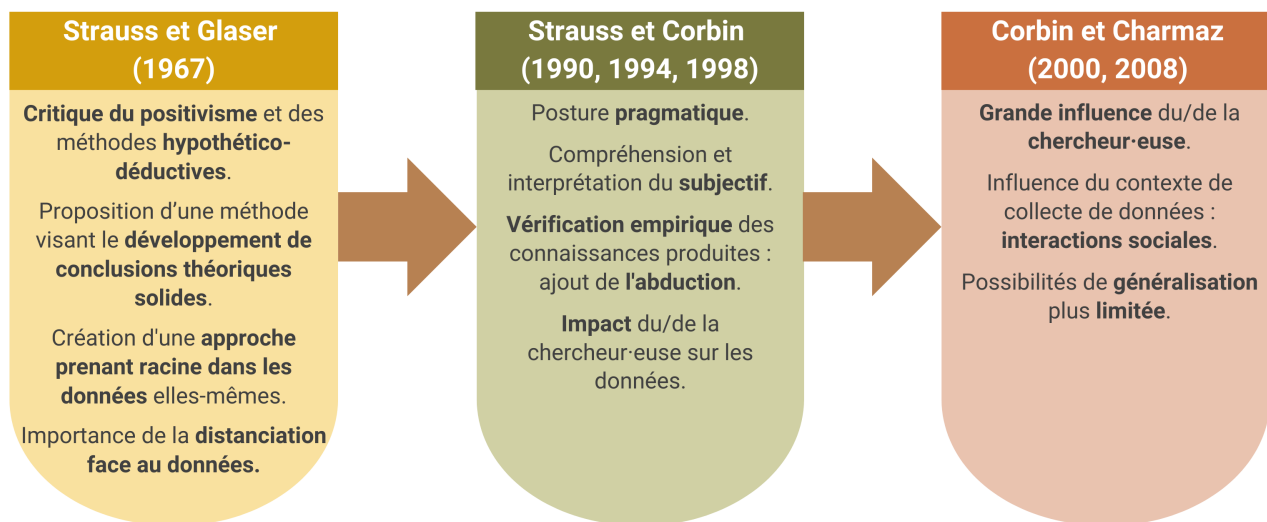 Strauss et Glaser
(1967)
Critique du positivisme et des
méthodes hypothético-
déductives.
Proposition d’une méthode
visant le développement de
conclusions théoriques
solides.
Création d'une approche
prenant racine dans les
données elles-mêmes.
Importance de la distanciation
face au données.
Strauss et Corbin
(1990, 1994, 1998)
Posture pragmatique.
Compréhension et
interprétation du subjectif.
Vérification empirique des
connaissances produites :
ajout de l'abduction.
Impact du/de la
chercheur·euse sur les
données.
Corbin et Charmaz
(2000, 2008)
Grande influence du/de la
chercheur·euse.
Influence du contexte de
collecte de données :
interactions sociales.
Possibilités de généralisation
plus limitée.